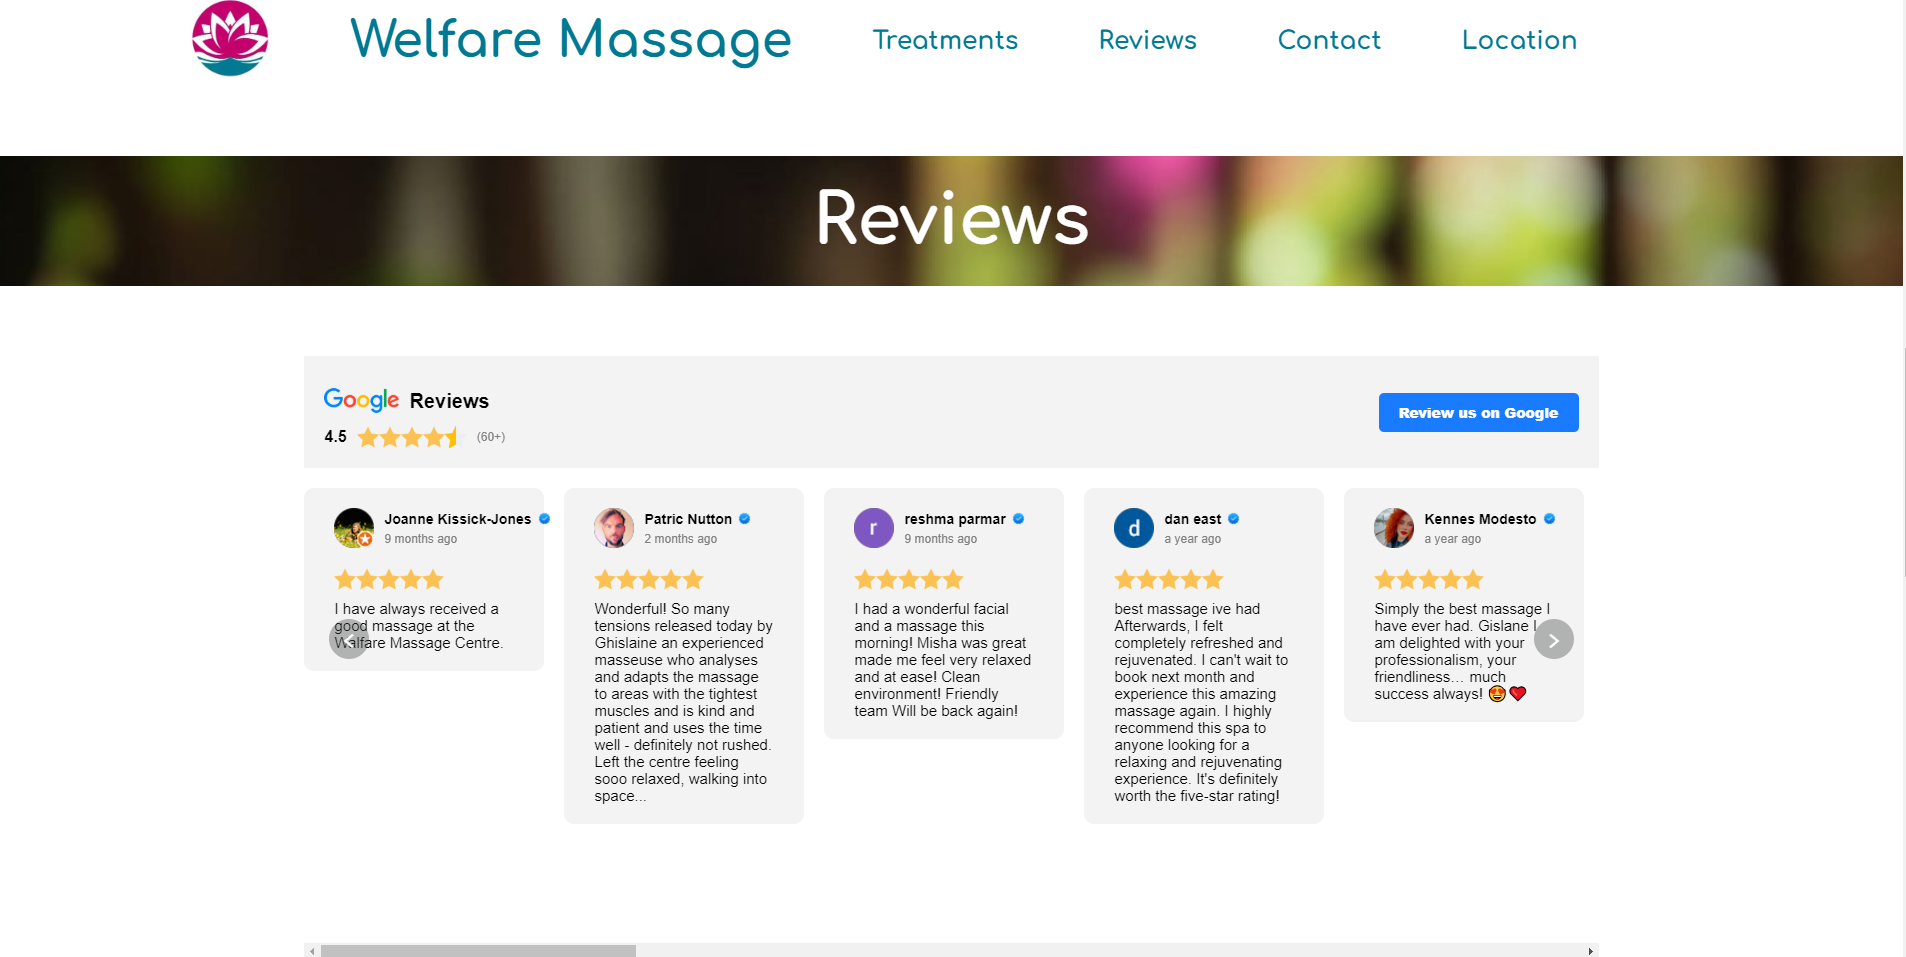 Welfare Massage
Treatments
Reviews
Contact
Location
Reviews
Google Reviews
4.5
(60+)
Review us on Google
Joanne Kissick-Jones
9 months ago
I have always received a
good massage at the
Walfare Massage Centre.
Patric Nutton
2 months ago
Wonderful! So many
tensions released today by
Ghislaine an experienced
masseuse who analyses
and adapts the massage
to areas with the tightest
muscles and is kind and
patient and uses the time
well - definitely not rushed.
Left the centre feeling
sooo relaxed, walking into
space...
r
reshma parmar
9 months ago
I had a wonderful facial
and a massage this
morning! Misha was great
made me feel very relaxed
and at ease! Clean
environment! Friendly
team Will be back again!
d
dan east
a year ago
best massage ive had
Afterwards, I felt
completely refreshed and
rejuvenated. I can't wait to
book next month and
experience this amazing
massage again. I highly
recommend this spa to
anyone looking for a
relaxing and rejuvenating
experience. It's definitely
worth the five-star rating!
Kennes Modesto
a year ago
Simply the best massage I
have ever had. Gislane I
am delighted with your
professionalism, your
friendliness… much
success always! 🤩❤️